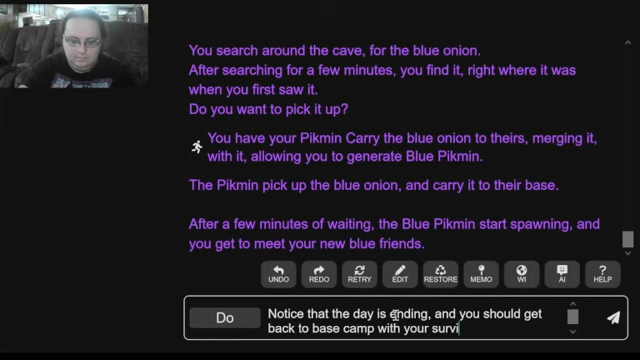 You search around the cave, for the blue onion.
After searching for a few minutes, you find it, right where it was
when you first saw it.
Do you want to pick it up?
You have your Pikmin Carry the blue onion to theirs, merging it,
with it, allowing you to generate Blue Pikmin.
The Pikmin pick up the blue onion, and carry it to their base.
After a few minutes of waiting, the Blue Pikmin start spawning, and
you get to meet your new blue friends.
UNDO REDO RETRY EDIT RESTORE MEMO WI AI HELP
Do
Notice that the day is ending, and you should get
back to base camp with your survi